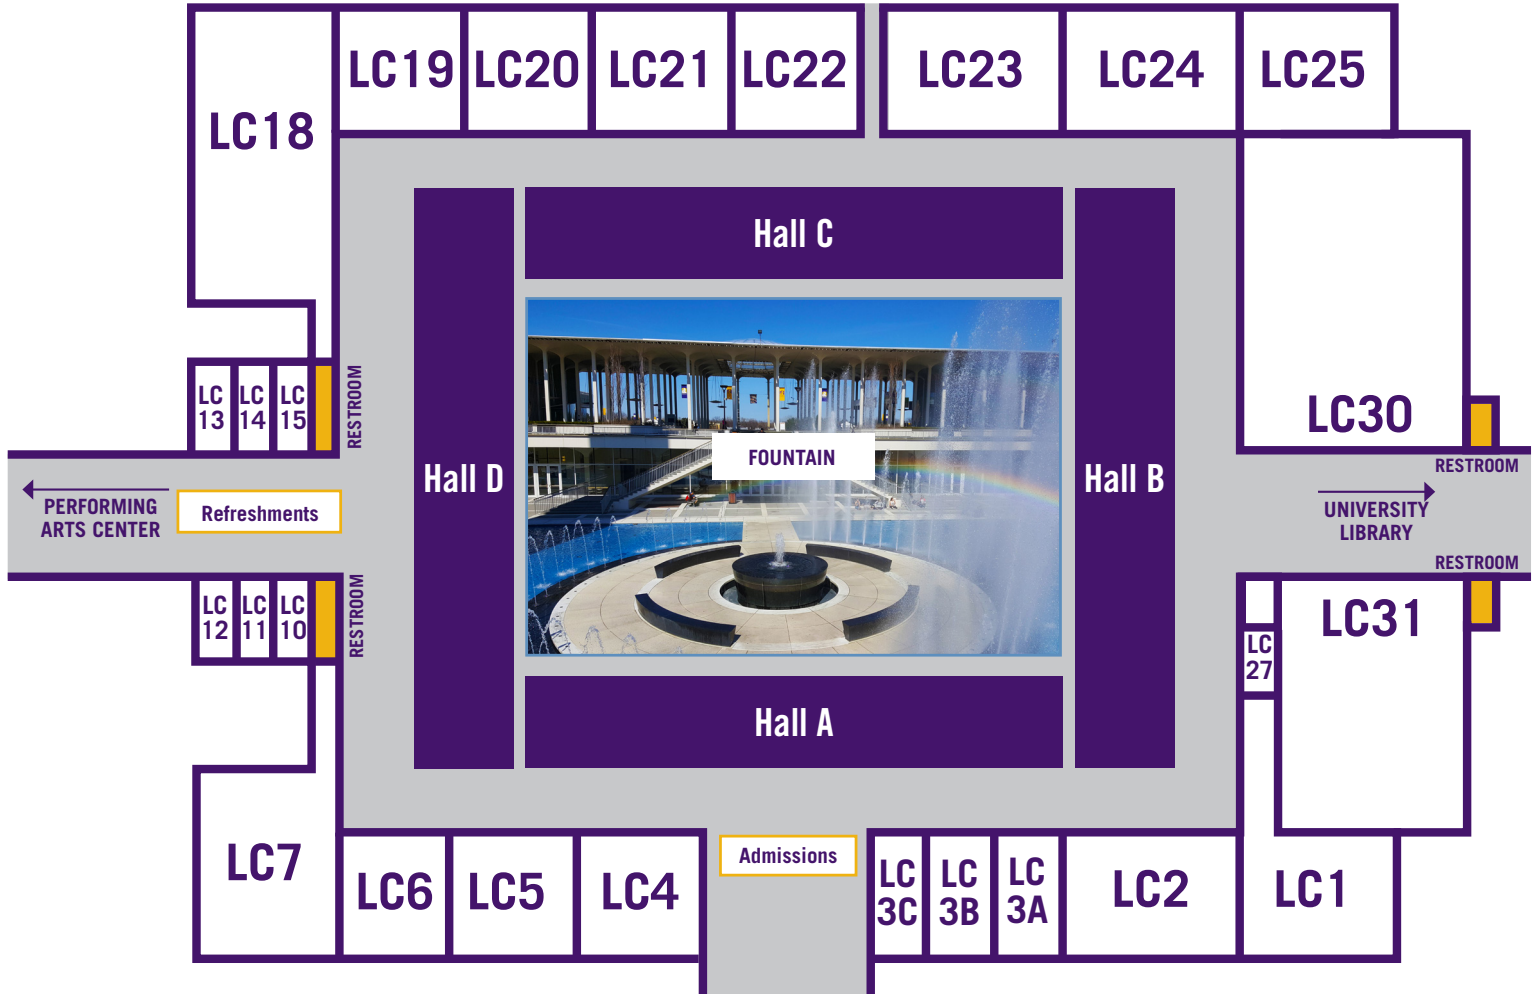 LC19
LC20
LC21
LC22
LC23
LC24
LC25
LC18
Hall C
LC
13
LC
14
LC
15
RESTROOM
LC30
FOUNTAIN
Hall D
Hall B
RESTROOM
PERFORMING
ARTS CENTER
Refreshments
UNIVERSITY
LIBRARY
RESTROOM
LC
12
LC
11
LC
10
RESTROOM
LC31
LC
27
Hall A
LC7
LC6
LC5
LC4
Admissions
LC
3C
LC
3B
LC
3A
LC2
LC1